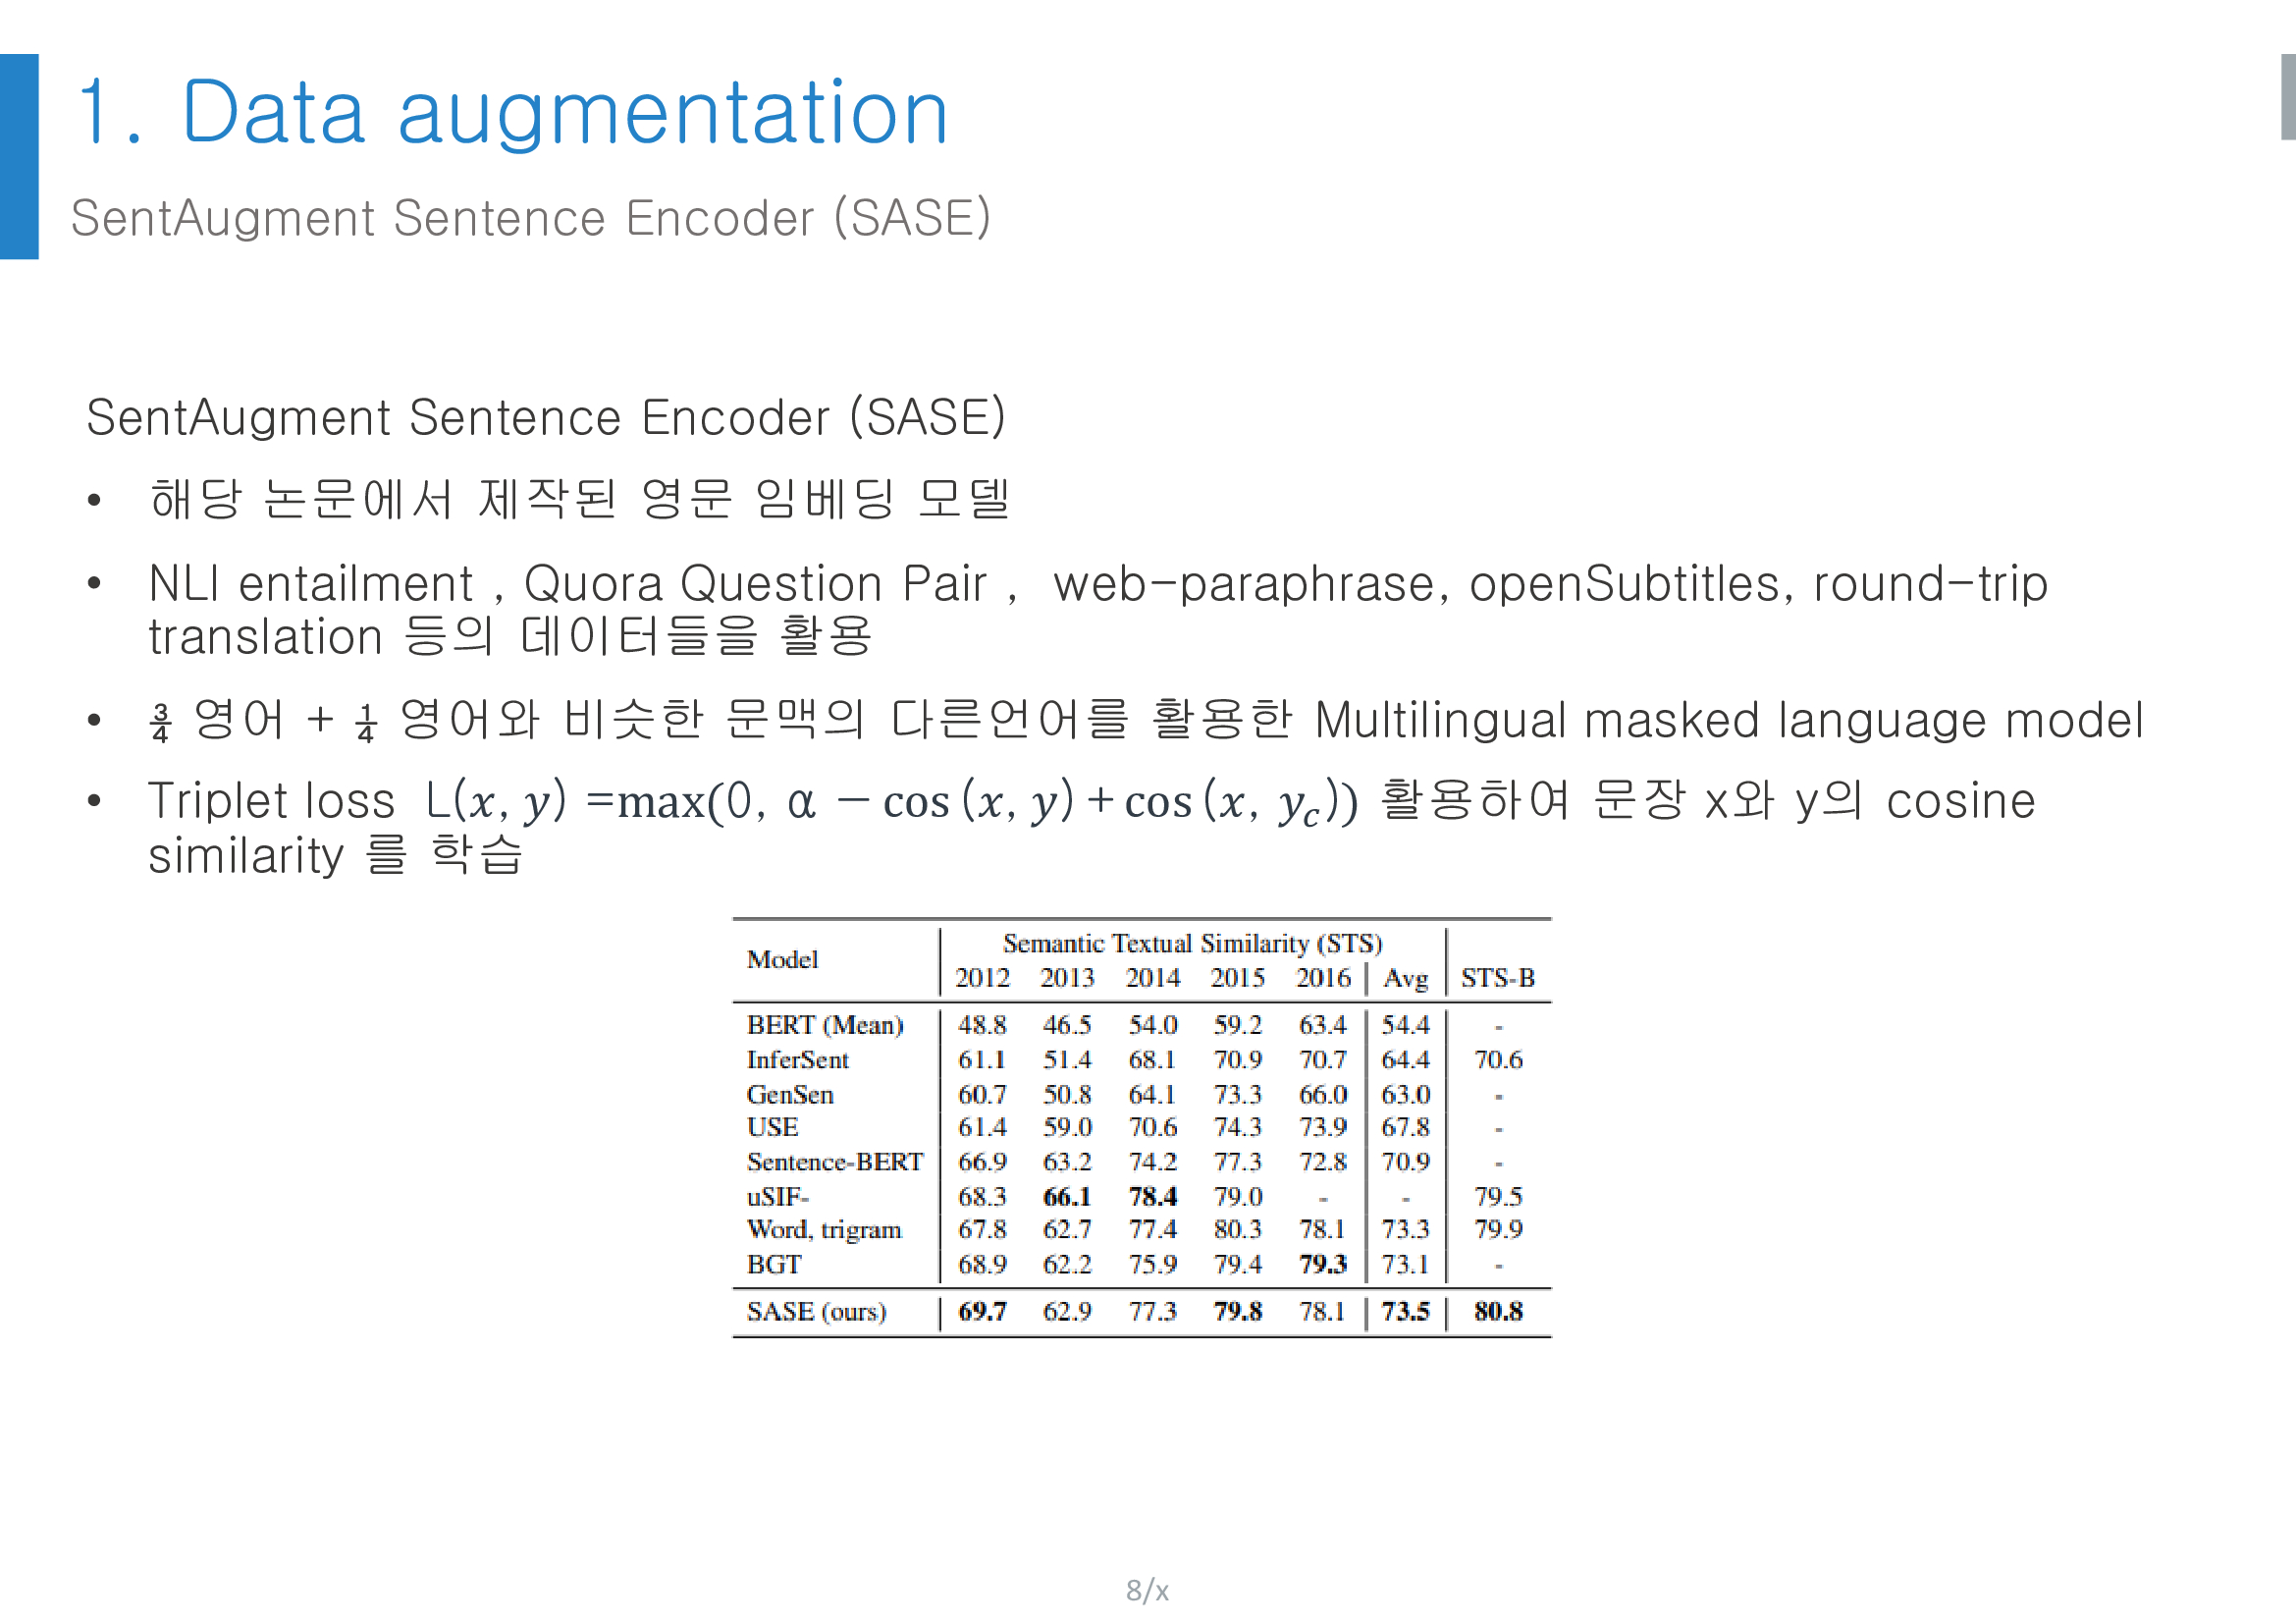 1. Data augmentation
SentAugment Sentence Encoder (SASE)
SentAugment Sentence Encoder (SASE)
• 해당 논문에서 제작된 영문 임베딩 모델
• NLI entailment , Quora Question Pair , web-paraphrase, openSubtitles, round-trip
translation 등의 데이터들을 활용
• ¾ 영어 + ¼ 영어와 비슷한 문맥의 다른언어를 활용한 Multilingual masked language model
• Triplet loss L(x, y) =max(0, α − cos (x, y) + cos (x, y_c)) 활용하여 문장 x와 y의 cosine
similarity 를 학습
Model Semantic Textual Similarity (STS)
2012 2013 2014 2015 2016 Avg STS-B
BERT (Mean) 48.8 46.5 54.0 59.2 63.4 54.4 -
InferSent 61.1 51.4 68.1 70.9 70.7 64.4 70.6
GenSen 60.7 50.8 64.1 73.3 66.0 63.0 -
USE 61.4 59.0 70.6 74.3 73.9 67.8 -
Sentence-BERT 66.9 63.2 74.2 77.3 72.8 70.9 -
uSIF- 68.3 66.1 78.4 79.0 - - 79.5
Word, trigram 67.8 62.7 77.4 80.3 78.1 73.3 79.9
BGT 68.9 62.2 75.9 79.4 79.3 73.1 -
SASE (ours) 69.7 62.9 77.3 79.8 78.1 73.5 80.8
8/x